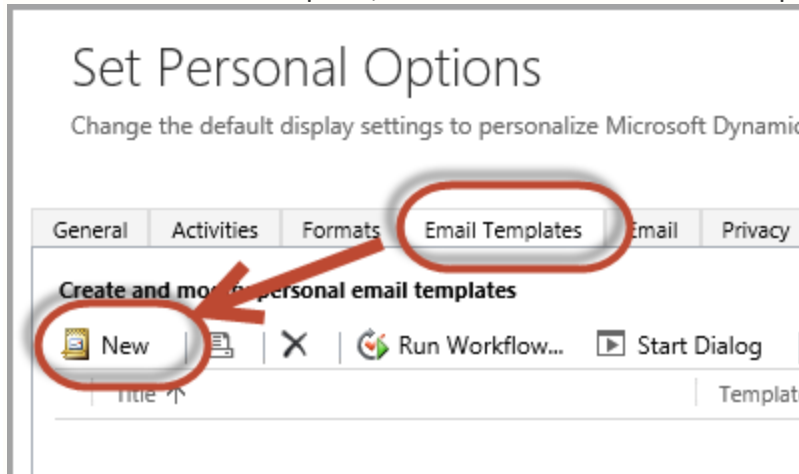 Set Personal Options
Change the default display settings to personalize Microsoft Dynamic
General Activities Formats Email Templates Email Privacy
Create and personal email templates
New Run Workflow... Start Dialog
Title Templat